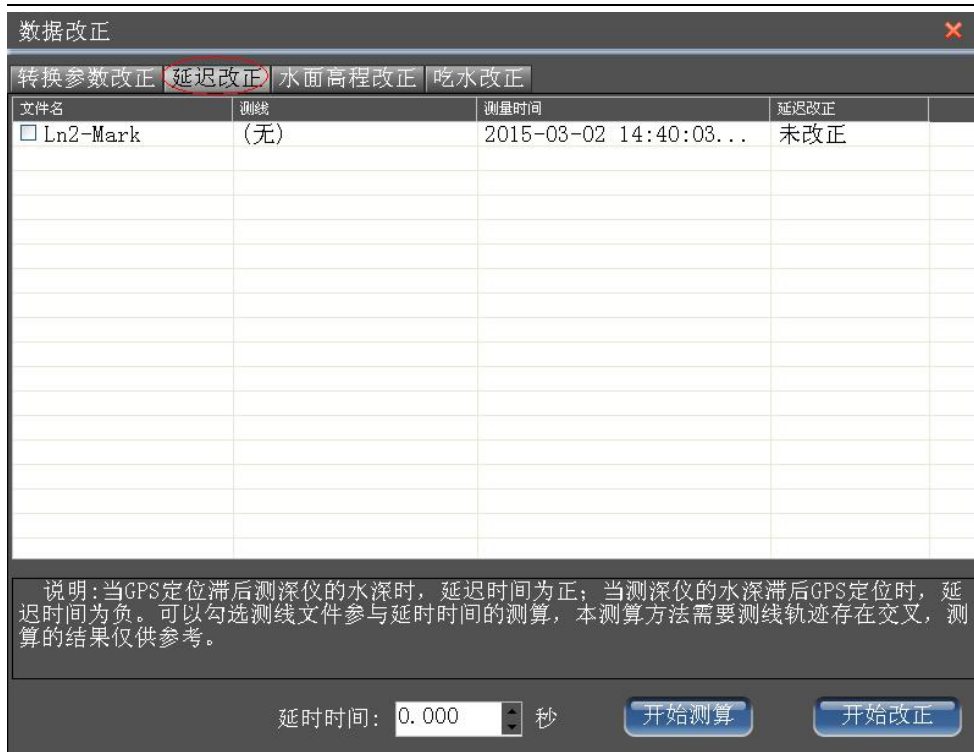 数据改正
转换参数改正 延迟改正 水面高程改正 吃水改正
文件名 测线 测量时间 延迟改正
Ln2-Mark (无) 2015-03-02 14:40:03... 未改正
说明:当GPS定位滞后测深仪的水深时，延迟时间为正；当测深仪的水深滞后GPS定位时，延
迟时间为负。可以勾选测线文件参与延时时间的测算，本测算方法需要测线轨迹存在交叉，测
算的结果仅供参考。
延时时间: 0.000 秒 开始测算 开始改正